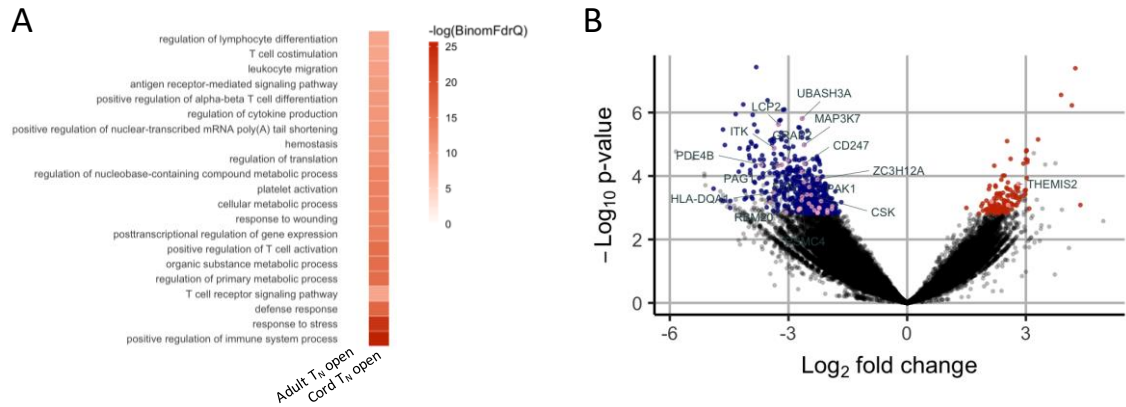 A
regulation of lymphocyte differentiation
T cell costimulation
leukocyte migration
antigen receptor-mediated signaling pathway
positive regulation of alpha-beta T cell differentiation
regulation of cytokine production
positive regulation of nuclear-transcribed mRNA poly(A) tail shortening
hemostasis
regulation of translation
regulation of nucleobase-containing compound metabolic process
platelet activation
cellular metabolic process
response to wounding
posttranscriptional regulation of gene expression
positive regulation of T cell activation
organic substance metabolic process
regulation of primary metabolic process
T cell receptor signaling pathway
defense response
response to stress
positive regulation of immune system process
Adult T_N open
Cord T_N open
-log(BinomFdrQ)
25
20
15
10
5
0
B
− Log₁₀ p-value
6
4
2
0
UBASH3A
LCP2
MAP3K7
ITK
GRAP2
CD247
PDE4B
ZC3H12A
PAG1
THEMIS2
HLA-DQA1
PAK1
CSK
RBM20
-6
-3
0
3
Log₂ fold change